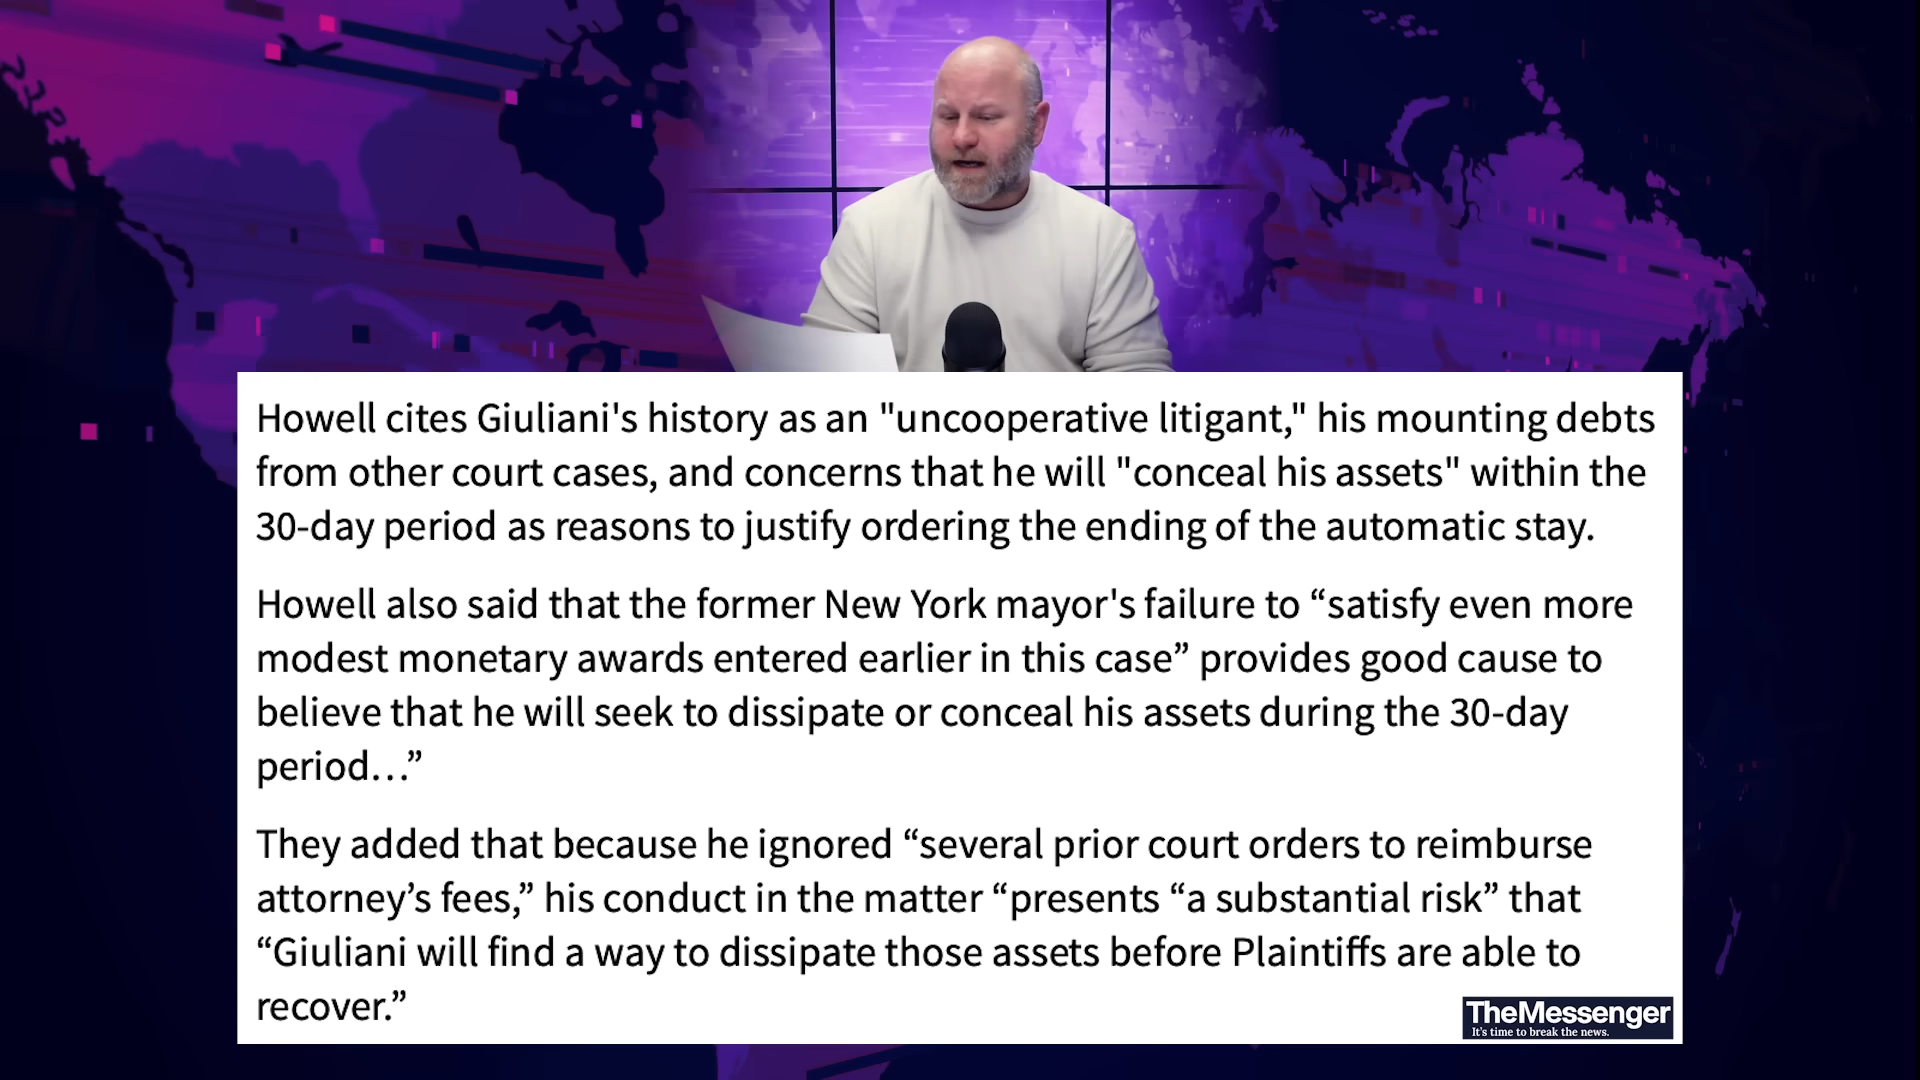 Howell cites Giuliani's history as an "uncooperative litigant," his mounting debts
from other court cases, and concerns that he will "conceal his assets" within the
30-day period as reasons to justify ordering the ending of the automatic stay.
Howell also said that the former New York mayor's failure to “satisfy even more
modest monetary awards entered earlier in this case” provides good cause to
believe that he will seek to dissipate or conceal his assets during the 30-day
period…”
They added that because he ignored “several prior court orders to reimburse
attorney’s fees,” his conduct in the matter “presents “a substantial risk” that
“Giuliani will find a way to dissipate those assets before Plaintiffs are able to
recover.”
TheMessenger
It's time to break the news.